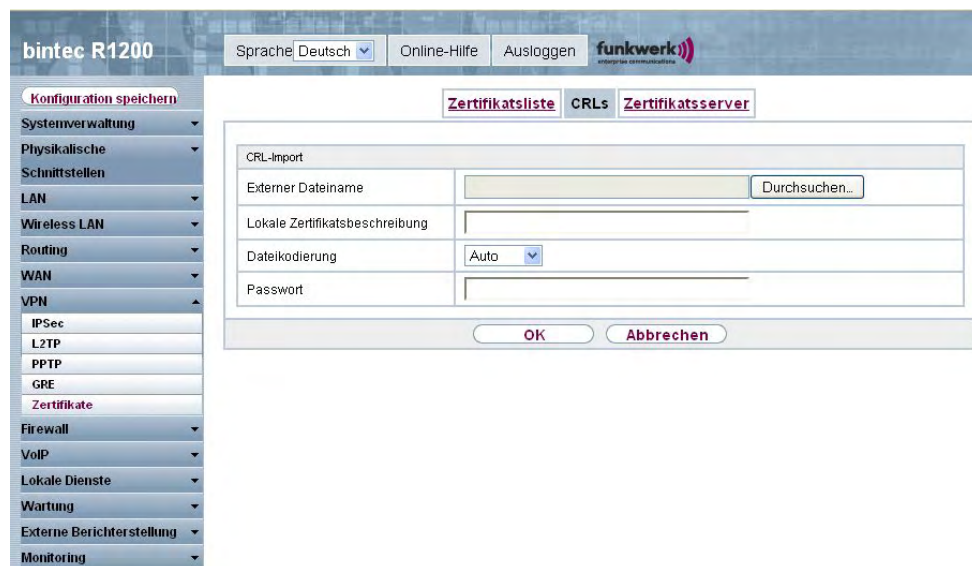 bintec R1200
Sprache Deutsch
Online-Hilfe
Ausloggen
funkwerk
enterprise communications
Konfiguration speichern
Systemverwaltung
Physikalische
Schnittstellen
LAN
Wireless LAN
Routing
WAN
VPN
IPSec
L2TP
PPTP
GRE
Zertifikate
Firewall
VoIP
Lokale Dienste
Wartung
Externe Berichterstellung
Monitoring
Zertifikatsliste CRLs Zertifikatsserver
CRL-Import
Externer Dateiname Durchsuchen...
Lokale Zertifikatsbeschreibung
Dateikodierung Auto
Passwort
OK Abbrechen